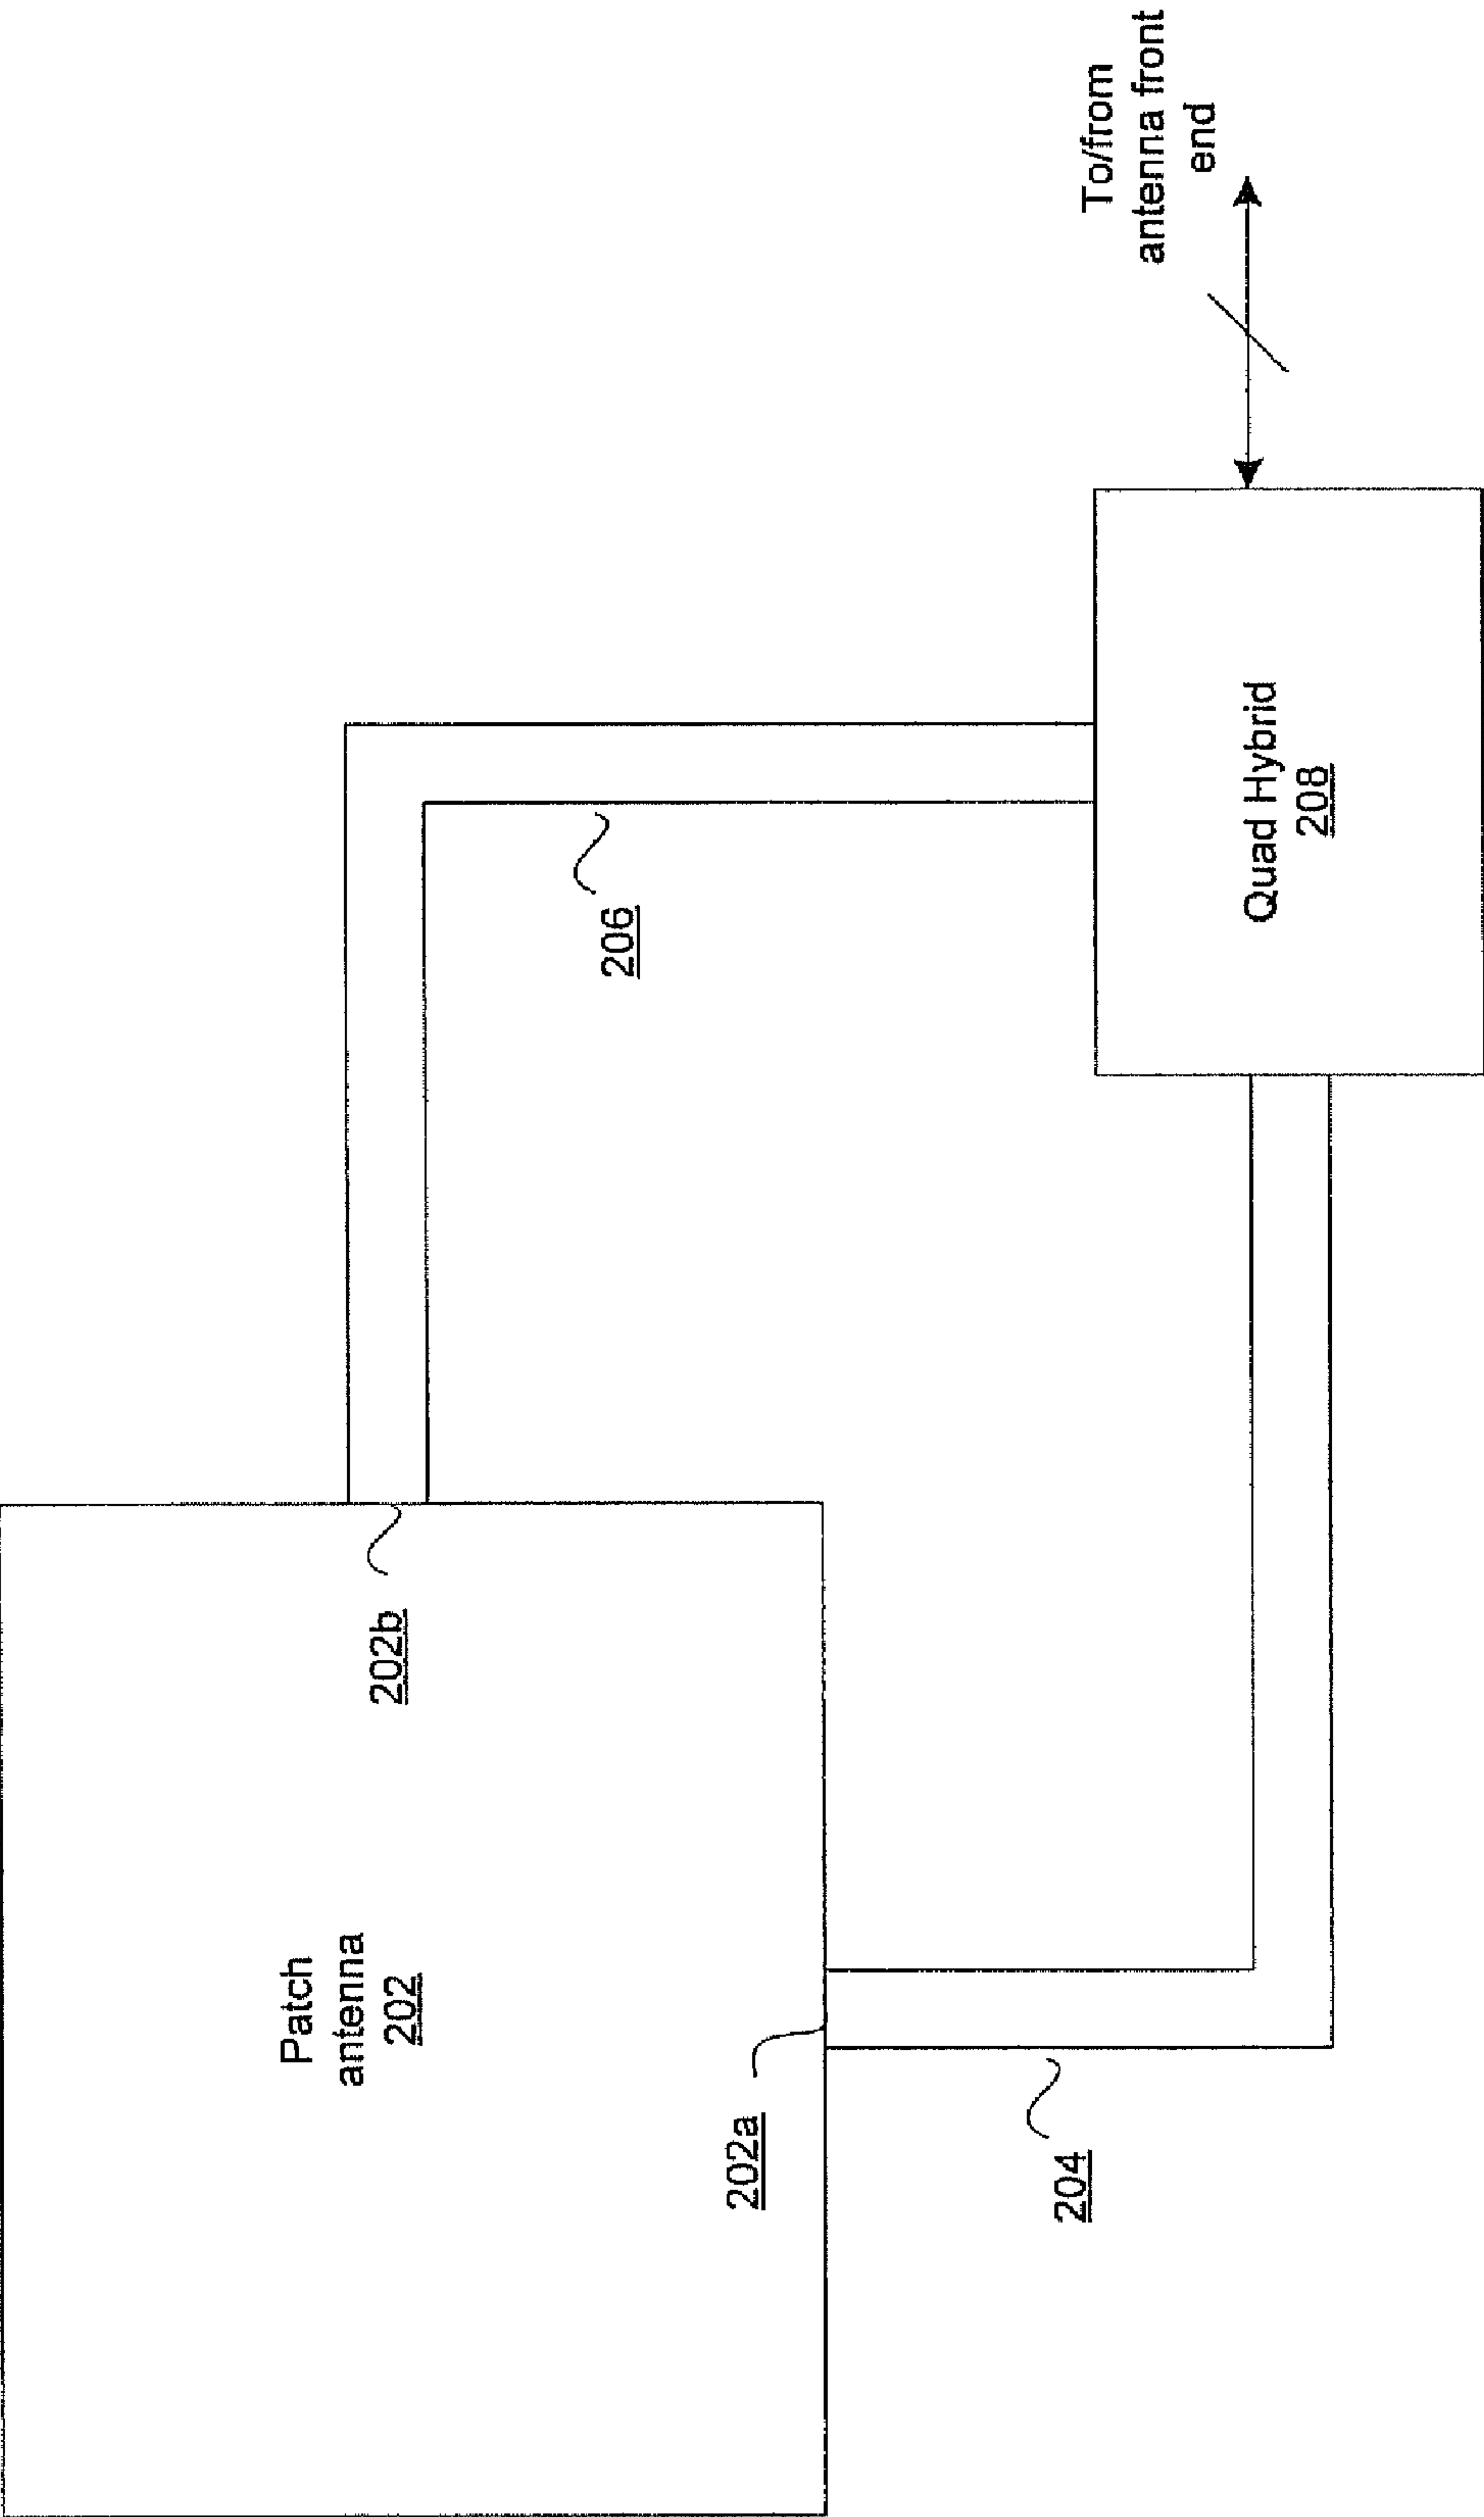 Patch
antenna
202
202b
202a
204
206
Quad Hybrid
208
To/from
antenna front
end